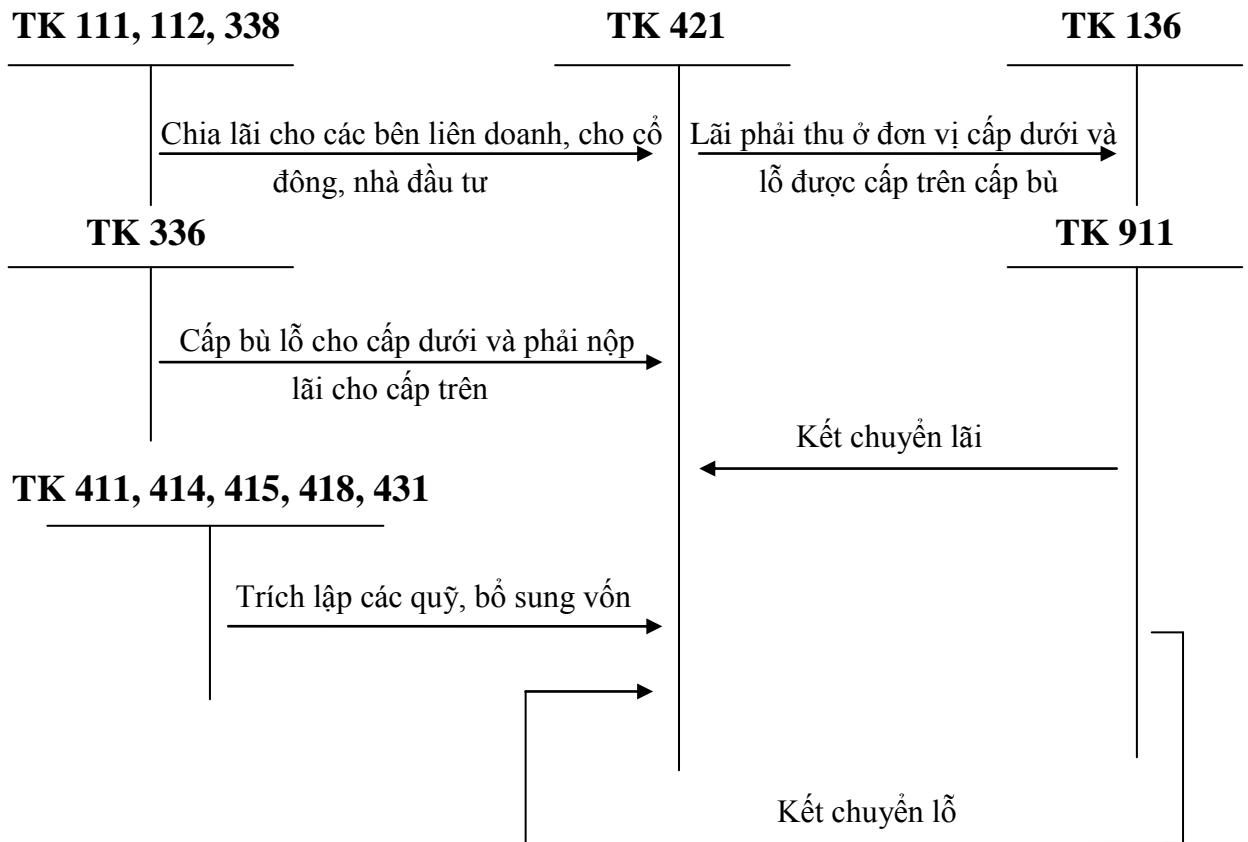 TK 111, 112, 338
TK 421
TK 136
Chia lãi cho các bên liên doanh, cho cổ
đông, nhà đầu tư
Lãi phải thu ở đơn vị cấp dưới và
lỗ được cấp trên cấp bù
TK 336
TK 911
Cấp bù lỗ cho cấp dưới và phải nộp
lãi cho cấp trên
Kết chuyển lãi
TK 411, 414, 415, 418, 431
Trích lập các quỹ, bổ sung vốn
Kết chuyển lỗ